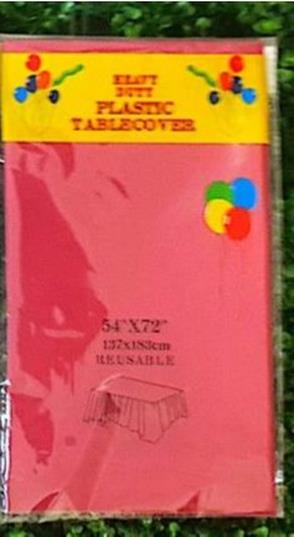 HEAVY
DUTY
PLASTIC
TABLECOVER
54"X72"
137x183cm
REUSABLE